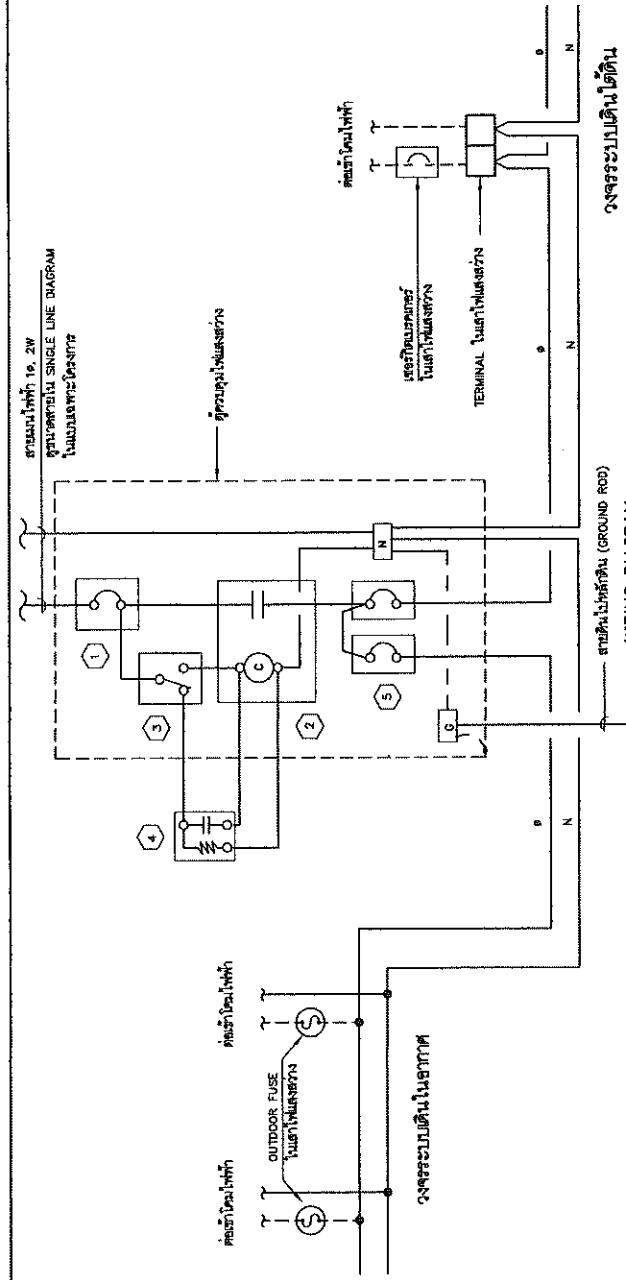 สายเมนไฟฟ้า 1ø, 2W
ดูขนาดสายใน SINGLE LINE DIAGRAM
ในแบบเฉพาะโครงการ
ตู้ควบคุมไฟแสงสว่าง
1
3
2
4
5
C
N
G
ต่อเข้าโคมไฟฟ้า
ต่อเข้าโคมไฟฟ้า
OUTDOOR FUSE
ในเสาไฟแสงสว่าง
S
S
วงจรระบบเดินในอากาศ
ø
N
ต่อเข้าโคมไฟฟ้า
เซอร์กิตเบรคเกอร์
ในเสาไฟแสงสว่าง
TERMINAL ในเสาไฟแสงสว่าง
ø
N
ø
N
วงจรระบบเดินใต้ดิน
สายดินไปหลักดิน (GROUND ROD)